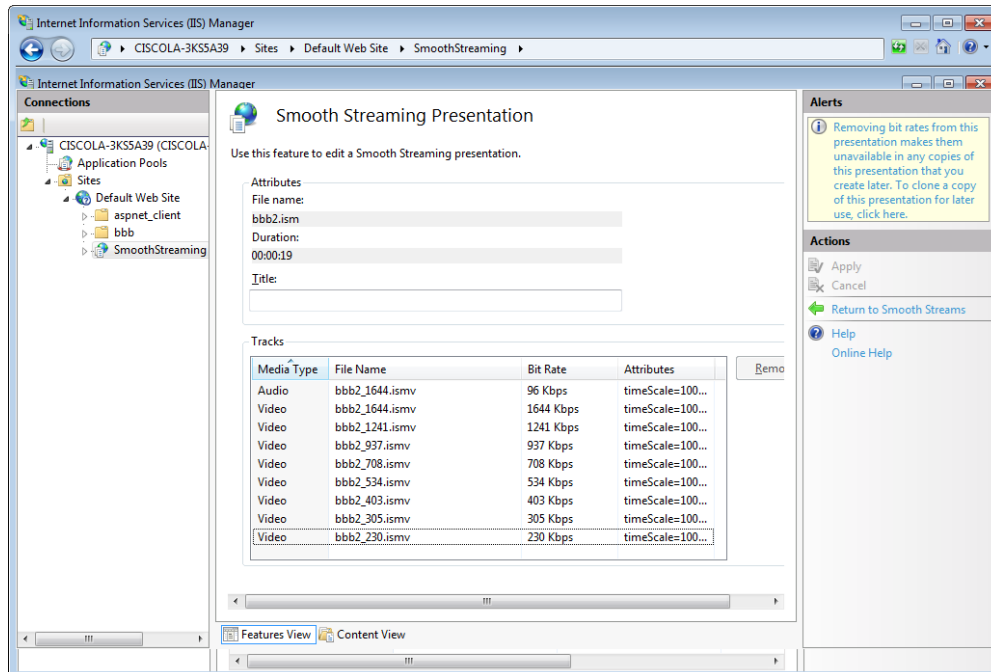 Internet Information Services (IIS) Manager
CISCOLA-3KS5A39 Sites Default Web Site SmoothStreaming
Internet Information Services (IIS) Manager
Connections
CISCOLA-3KS5A39 (CISCOLA-
Application Pools
Sites
Default Web Site
aspnet_client
bbb
SmoothStreaming
Smooth Streaming Presentation
Use this feature to edit a Smooth Streaming presentation.
Attributes
File name:
bbb2.ism
Duration:
00:00:19
Title:
Tracks
Media Type File Name Bit Rate Attributes
Audio bbb2_1644.ismv 96 Kbps timeScale=100...
Video bbb2_1644.ismv 1644 Kbps timeScale=100...
Video bbb2_1241.ismv 1241 Kbps timeScale=100...
Video bbb2_937.ismv 937 Kbps timeScale=100...
Video bbb2_708.ismv 708 Kbps timeScale=100...
Video bbb2_534.ismv 534 Kbps timeScale=100...
Video bbb2_403.ismv 403 Kbps timeScale=100...
Video bbb2_305.ismv 305 Kbps timeScale=100...
Video bbb2_230.ismv 230 Kbps timeScale=100...
Remo
Features View Content View
Alerts
Removing bit rates from this
presentation makes them
unavailable in any copies of
this presentation that you
create later. To clone a copy
of this presentation for later
use, click here.
Actions
Apply
Cancel
Return to Smooth Streams
Help
Online Help